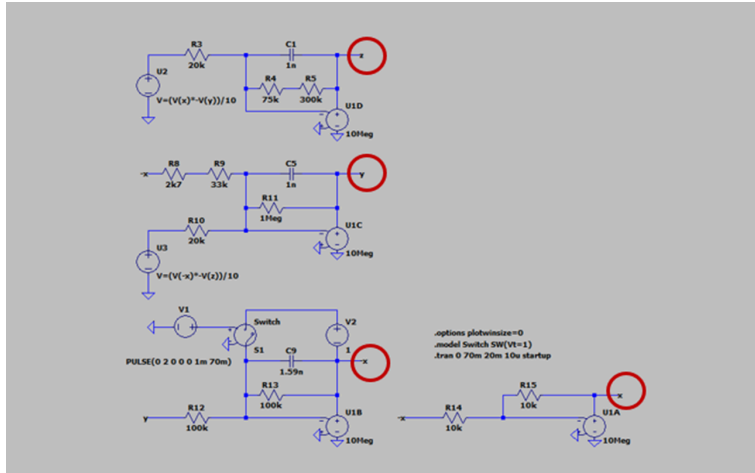 R3
20k
C1
1n
z
U2
R4
75k
R5
300k
V=(V(x)*-V(y))/10
U1D
10Meg
-x
R8
2k7
R9
33k
C5
1n
y
R11
1Meg
R10
20k
U1C
U3
10Meg
V=(V(-x)*-V(z))/10
V1
Switch
V2
S1
1
PULSE(0 2 0 0 0 1m 70m)
C9
1.59n
x
R13
100k
y
R12
100k
U1B
10Meg
.options plotwinsize=0
.model Switch SW(Vt=1)
.tran 0 70m 20m 10u startup
R15
10k
-x
R14
10k
U1A
10Meg